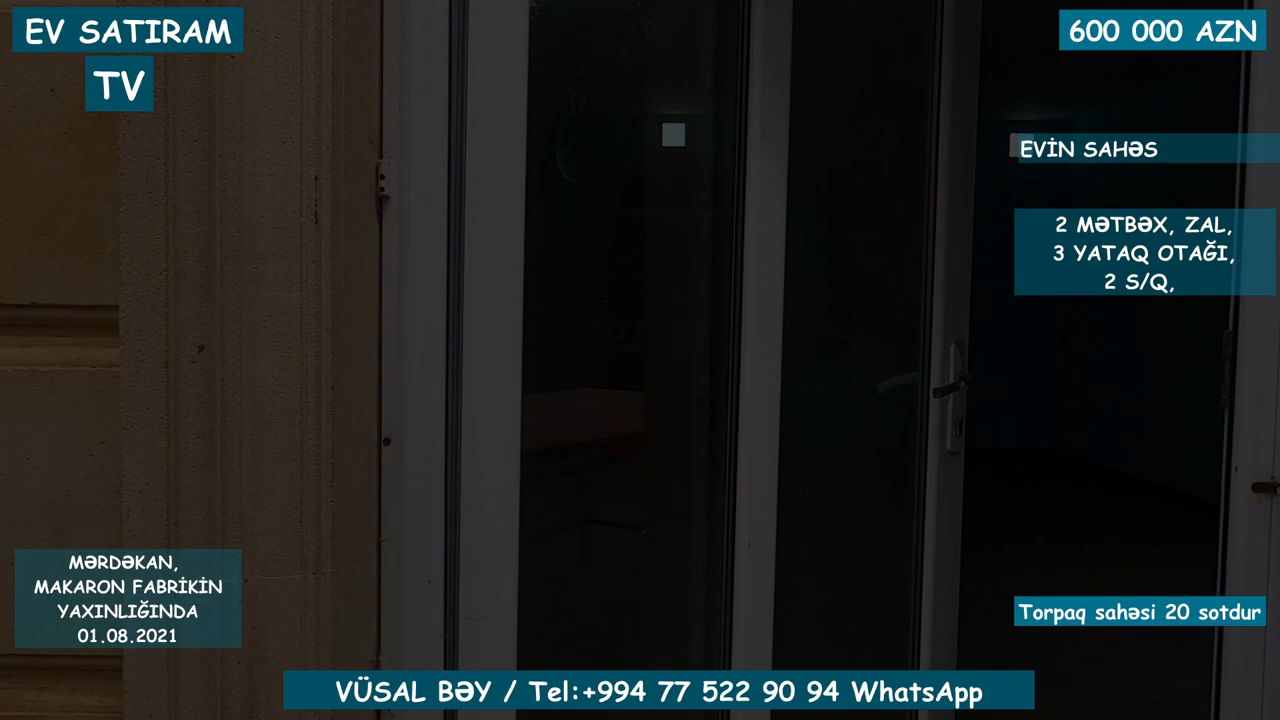 EV SATIRAM
TV
600 000 AZN
EVİN SAHƏS
2 MƏTBƏX, ZAL,
3 YATAQ OTAĞI,
2 S/Q,
MƏRDƏKAN,
MAKARON FABRİKİN
YAXINLIĞINDA
01.08.2021
Torpaq sahəsi 20 sotdur
VÜSAL BƏY / Tel:+994 77 522 90 94 WhatsApp